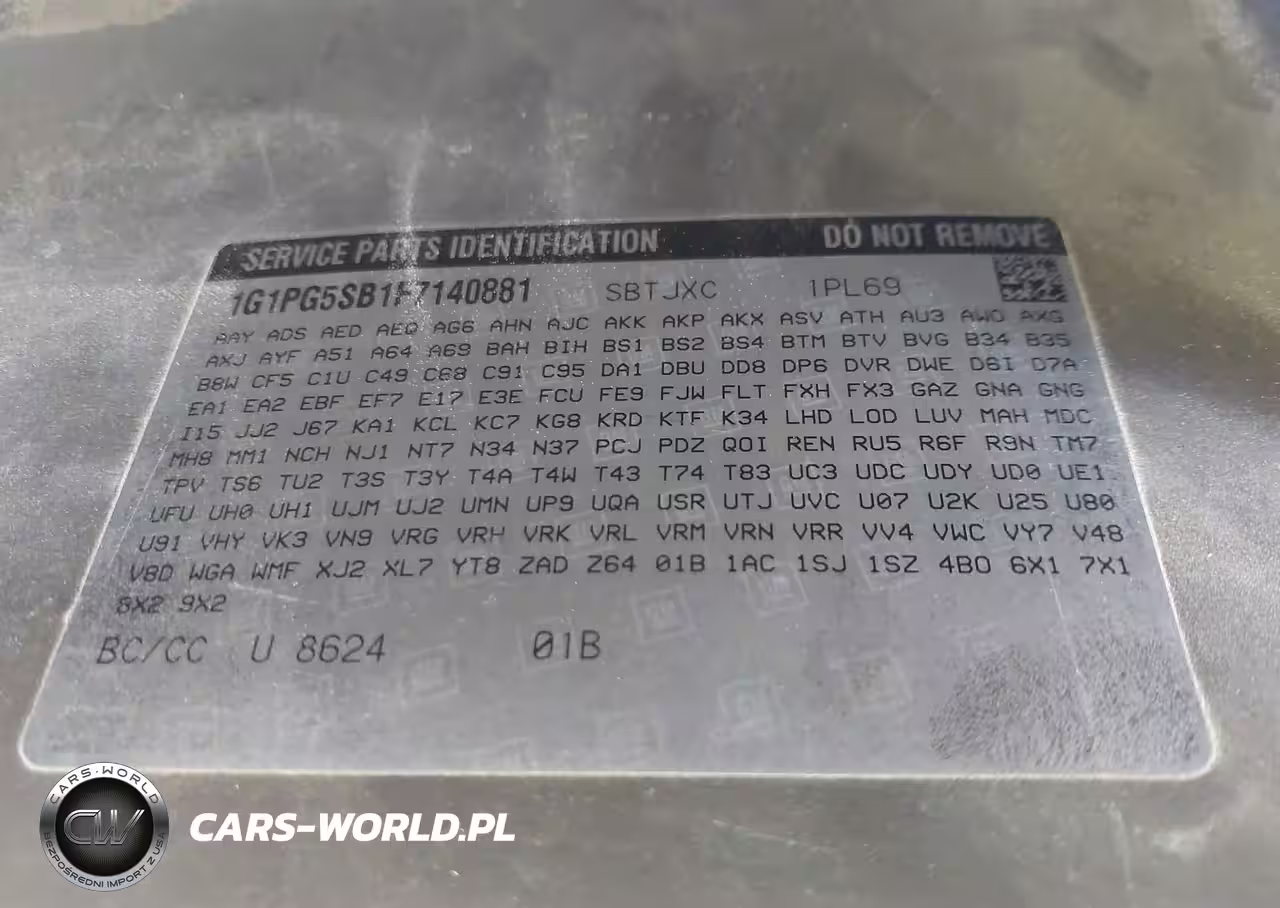 SERVICE PARTS IDENTIFICATION DO NOT REMOVE
1G1PG5SB1F7140881 SBTJXC 1PL69
AAY ADS AED AEQ AG6 AHN AJC AKK AKP AKX ASV ATH AU3 AWO AXG
AXJ AYF A51 A64 A69 BAH BIH BS1 BS2 BS4 BTM BTV BVG B34 B35
B8W CF5 C1U C49 C68 C91 C95 DA1 DBU DD8 DP6 DVR DWE D6I D7A
EA1 EA2 EBF EF7 E17 E3E FCU FE9 FJW FLT FXH FX3 GAZ GNA GNG
I15 JJ2 J67 KA1 KCL KC7 KG8 KRD KTF K34 LHD LOD LUV MAH MDC
MH8 MM1 NCH NJ1 NT7 N34 N37 PCJ PDZ QOI REN RU5 R6F R9N TM7
TPV TS6 TU2 T3S T3Y T4A T4W T43 T74 T83 UC3 UDC UDY UD0 UE1
UFU UH0 UH1 UJM UJ2 UMN UP9 UQA USR UTJ UVC U07 U2K U25 U80
U91 VHY VK3 VN9 VRG VRH VRK VRL VRM VRN VRR VV4 VWC VY7 V48
V8D WGA WMF XJ2 XL7 YT8 ZAD Z64 01B 1AC 1SJ 1SZ 4BO 6X1 7X1
8X2 9X2
BC/CC U 8624 01B
CARS-WORLD
CW
BEZPOŚREDNI IMPORT Z USA
CARS-WORLD.PL